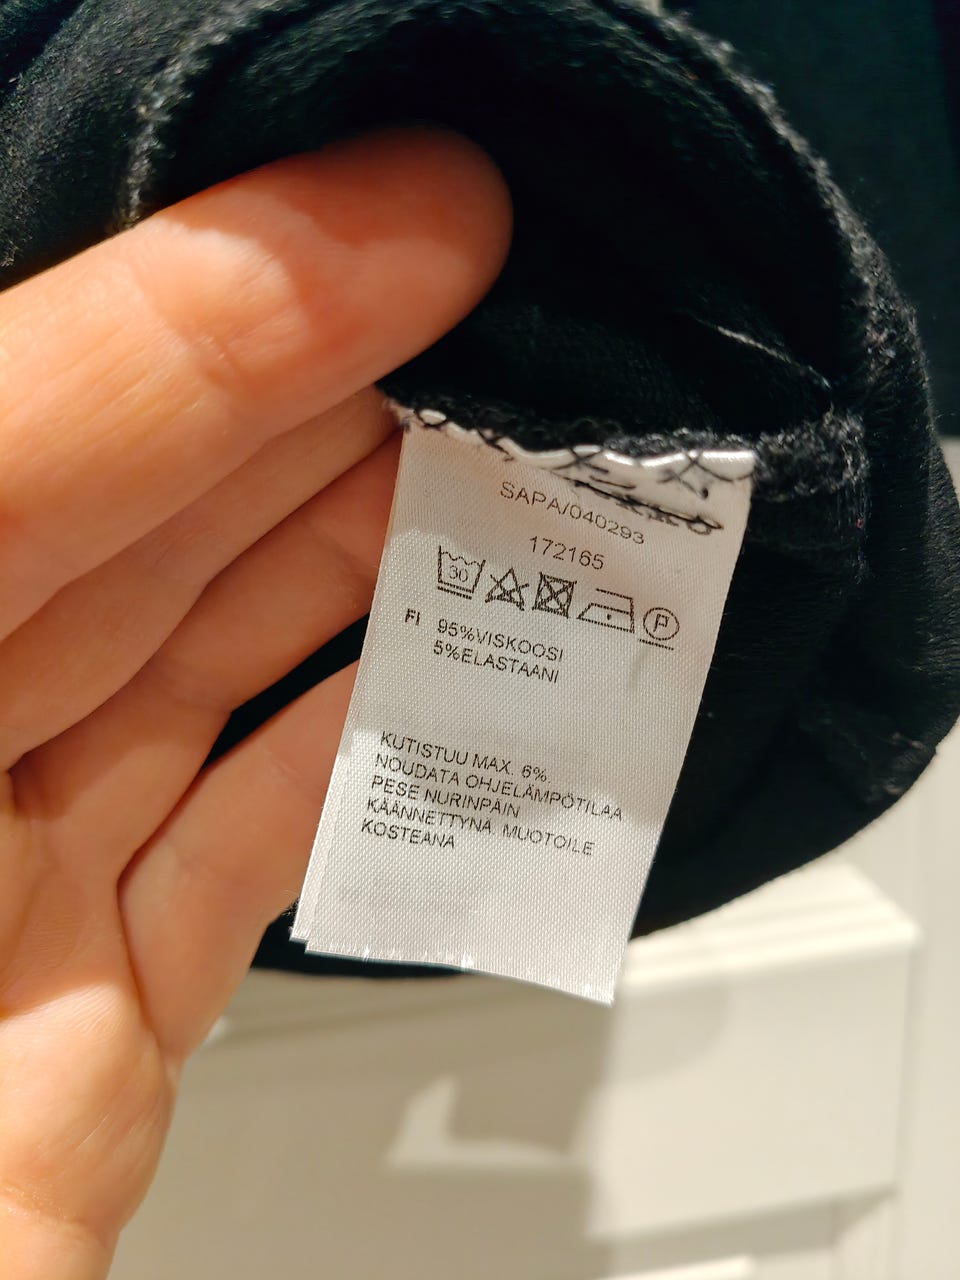 SAPA/040293
172165
30 P
FI 95%VISKOOSI
5%ELASTAANI
KUTISTUU MAX. 6%.
NOUDATA OHJELÄMPÖTILAA
PESE NURINPÄIN
KÄÄNNETTYNÄ. MUOTOILE
KOSTEANA